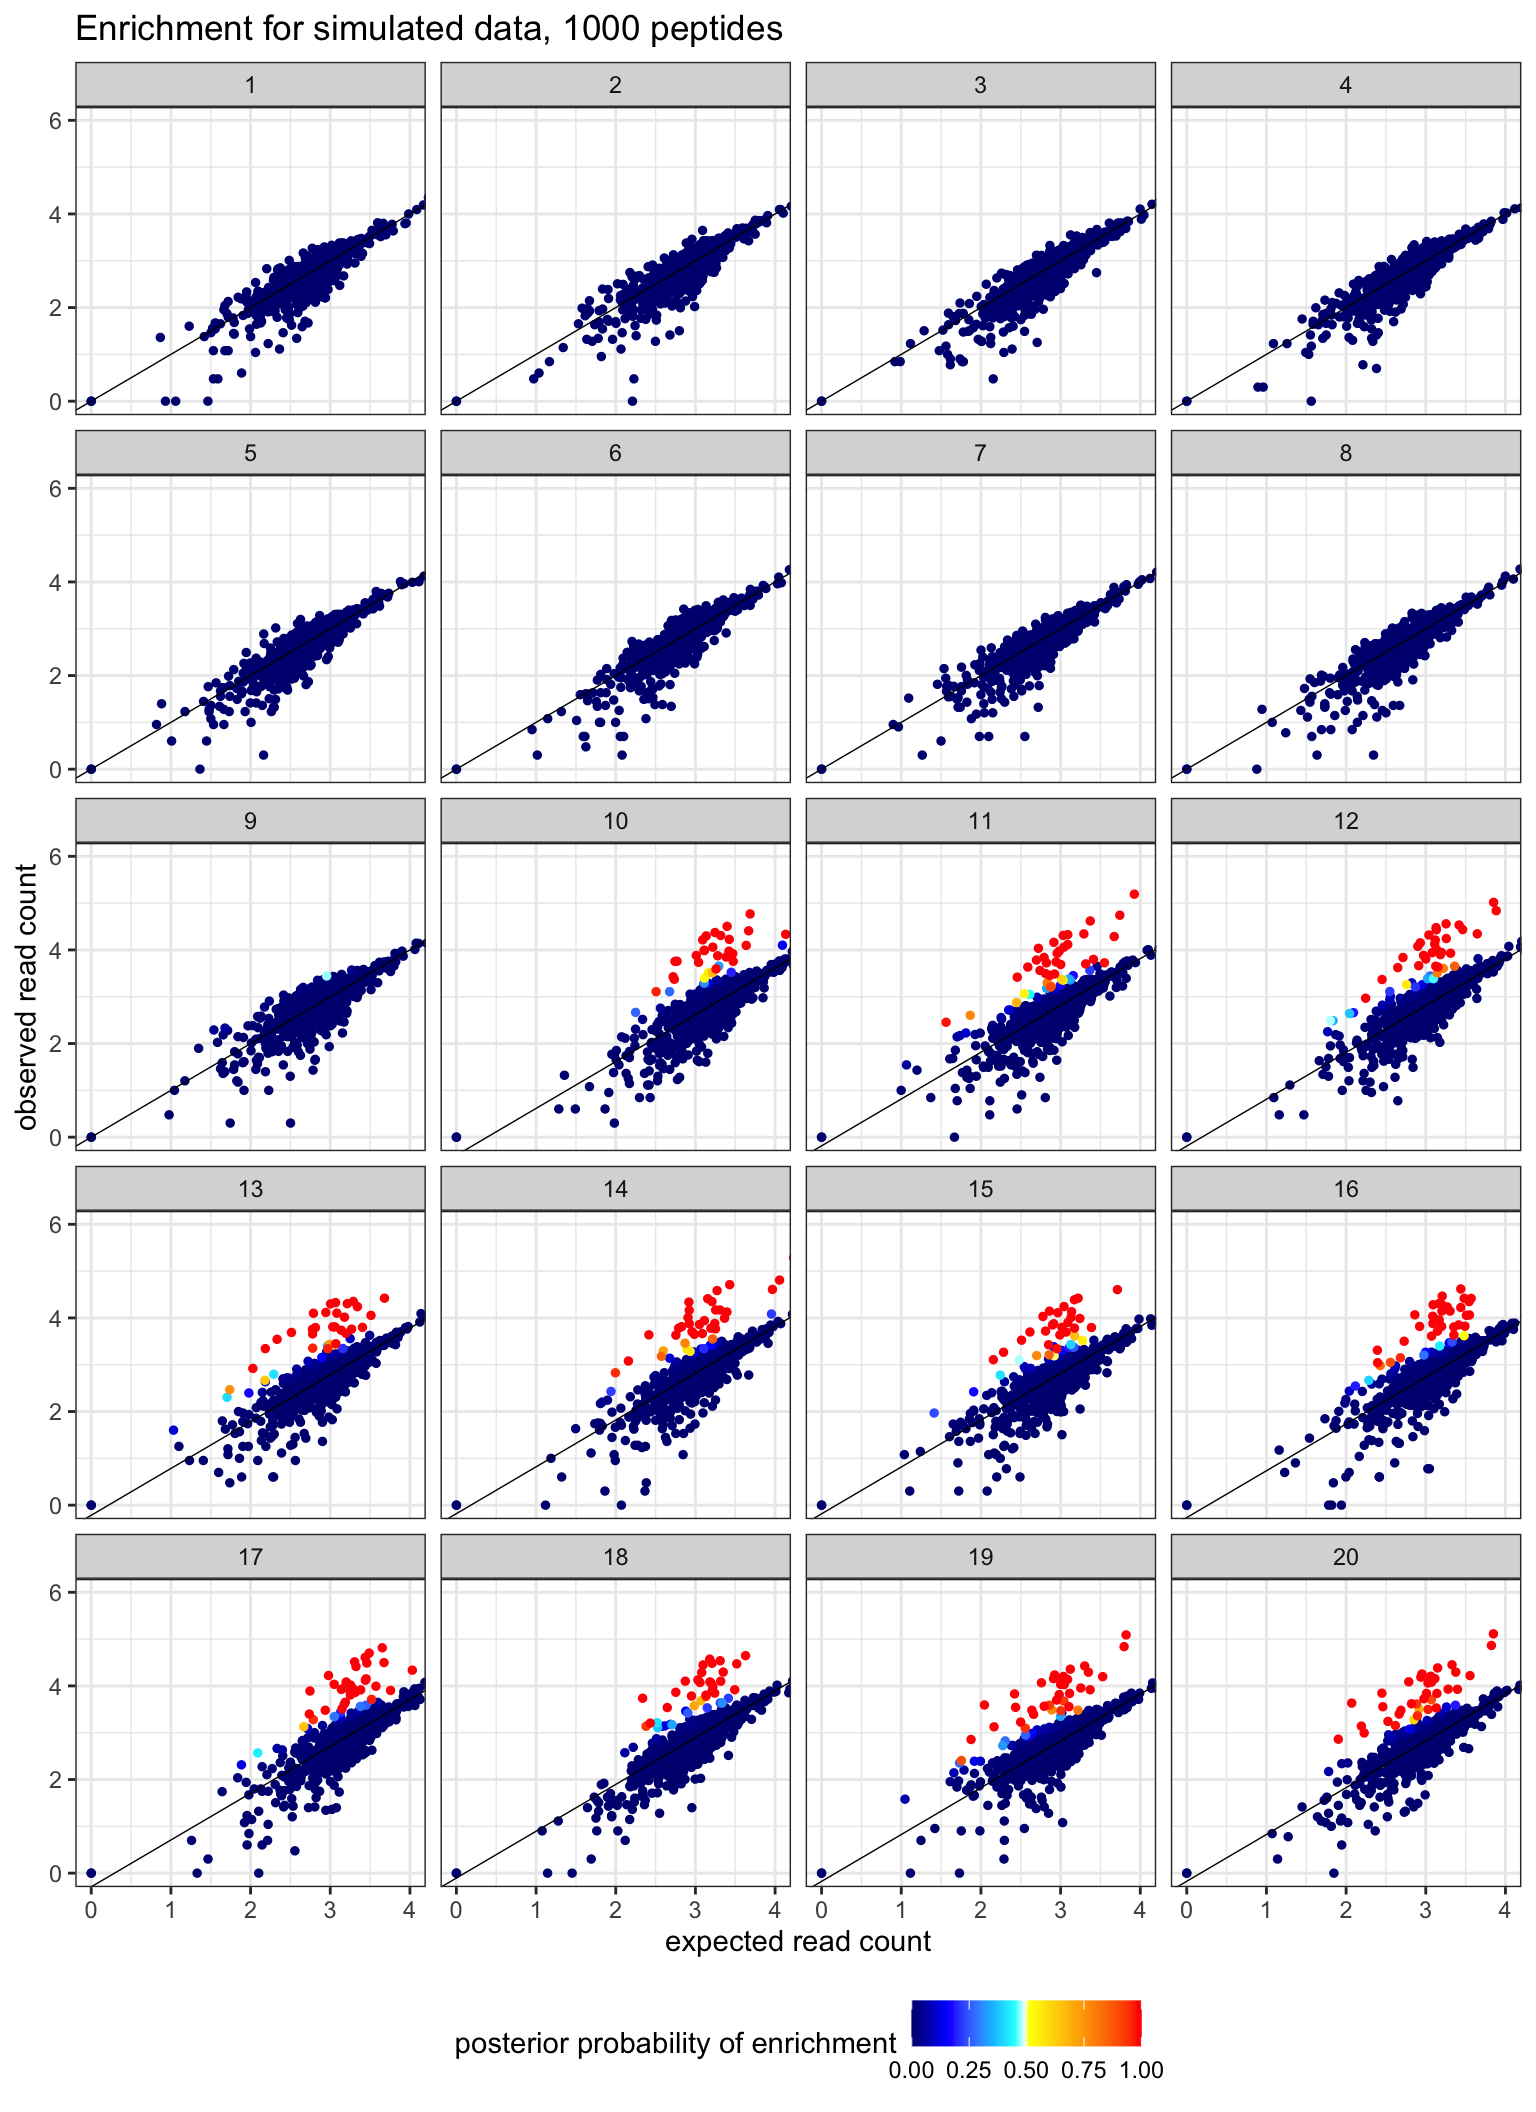 Enrichment for simulated data, 1000 peptides
1 2 3 4
6
4
2
0
5 6 7 8
6
4
2
0
9 10 11 12
6
4
2
0
observed read count
13 14 15 16
6
4
2
0
17 18 19 20
6
4
2
0
0 1 2 3 4 0 1 2 3 4 0 1 2 3 4 0 1 2 3 4
expected read count
posterior probability of enrichment
0.00 0.25 0.50 0.75 1.00